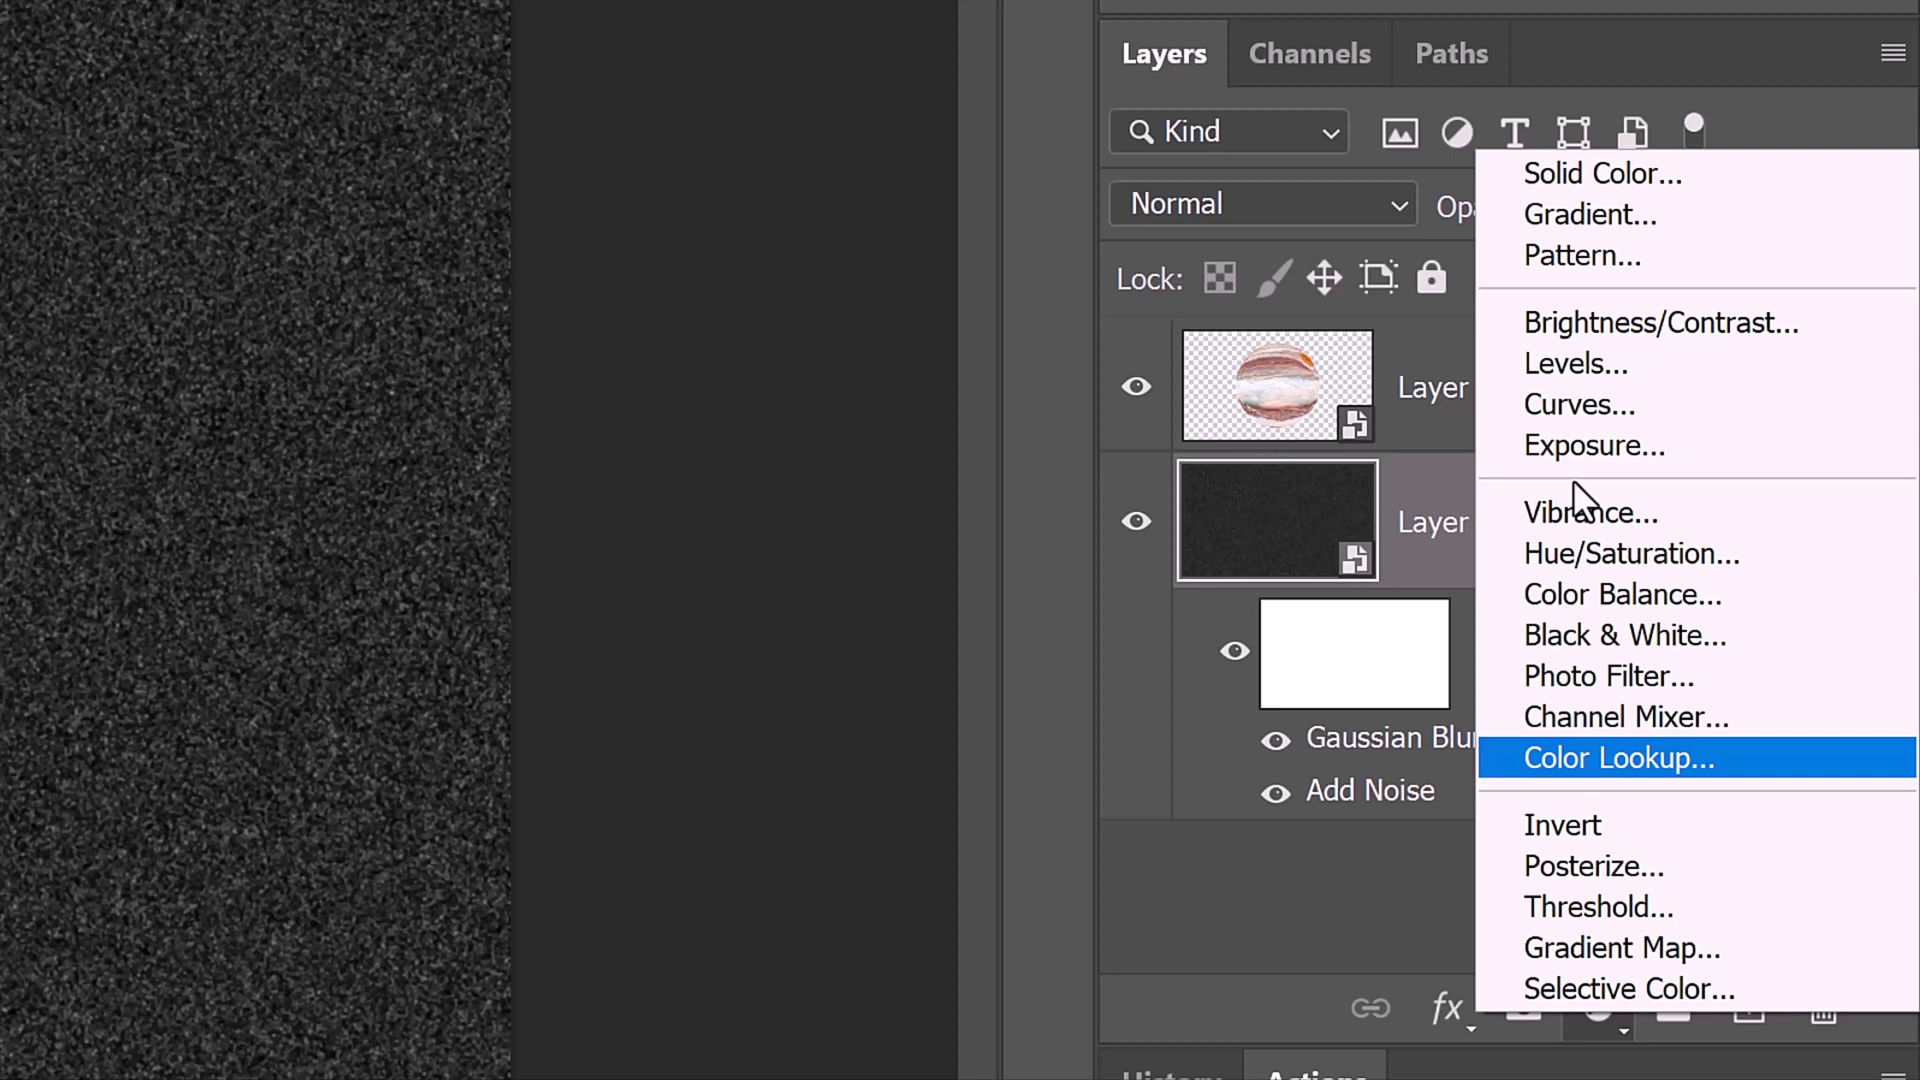 Layers Channels Paths
Kind
Normal
Lock:
Layer
Layer
Gaussian Blur
Add Noise
fx
Solid Color...
Gradient...
Pattern...
Brightness/Contrast...
Levels...
Curves...
Exposure...
Vibrance...
Hue/Saturation...
Color Balance...
Black & White...
Photo Filter...
Channel Mixer...
Color Lookup...
Invert
Posterize...
Threshold...
Gradient Map...
Selective Color...
History Actions